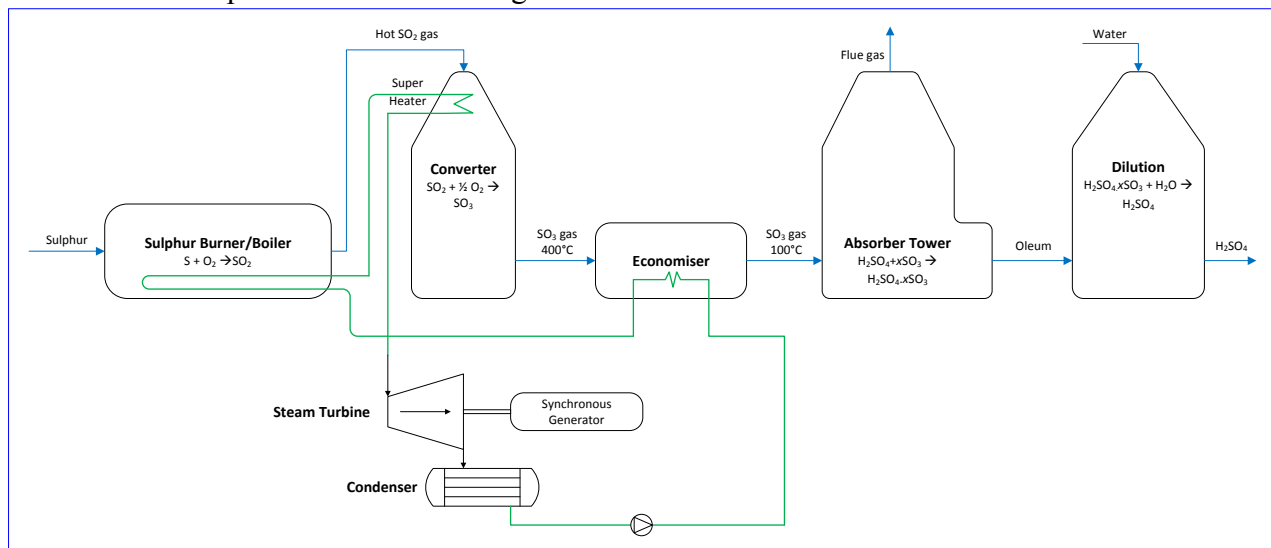 Hot SO₂ gas
Super
Heater
Converter
SO₂ + ½ O₂ →
SO₃
Sulphur
Sulphur Burner/Boiler
S + O₂ →SO₂
SO₃ gas
400°C
Economiser
SO₃ gas
100°C
Flue gas
Absorber Tower
H₂SO₄+xSO₃ →
H₂SO₄.xSO₃
Oleum
Water
Dilution
H₂SO₄.xSO₃ + H₂O →
H₂SO₄
H₂SO₄
Steam Turbine
Synchronous
Generator
Condenser